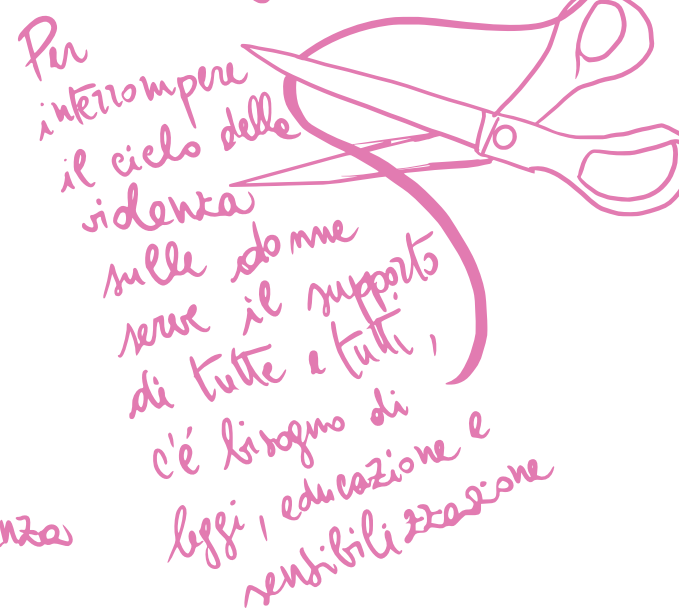 Per
interrompere
il ciclo della
violenza
sulle donne
serve il supporto
di tutte e tutti,
c'é bisogno di
leggi, educazione e
sensibilizzazione
nza